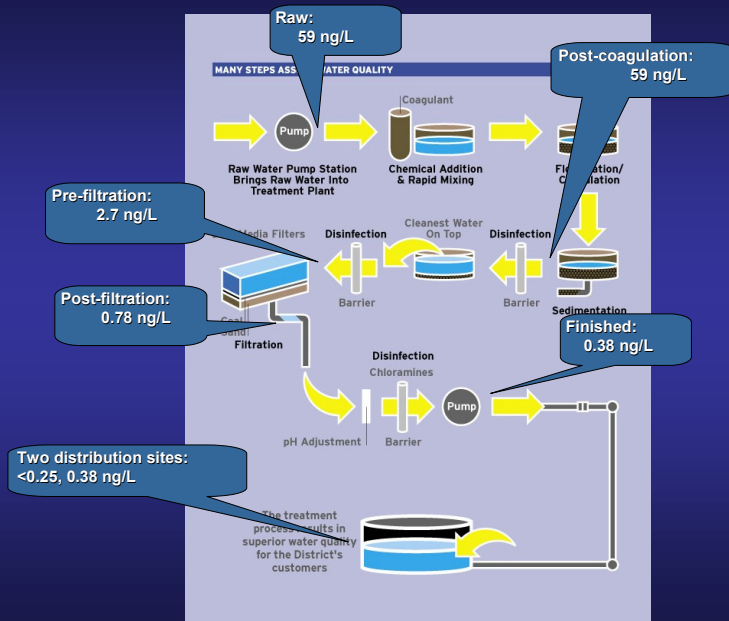 Raw:
59 ng/L
Post-coagulation:
59 ng/L
MANY STEPS ASS WATER QUALITY
Coagulant
Pump
Raw Water Pump Station
Brings Raw Water Into
Treatment Plant
Chemical Addition
& Rapid Mixing
Pre-filtration:
2.7 ng/L
Media Filters
Disinfection
Cleanest Water
On Top
Disinfection
Barrier
Barrier
Sedimentation
Post-filtration:
0.78 ng/L
Coal
Sand
Filtration
Finished:
0.38 ng/L
Disinfection
Chloramines
Pump
pH Adjustment
Barrier
Two distribution sites:
<0.25, 0.38 ng/L
The treatment
process results in
superior water quality
for the District's
customers